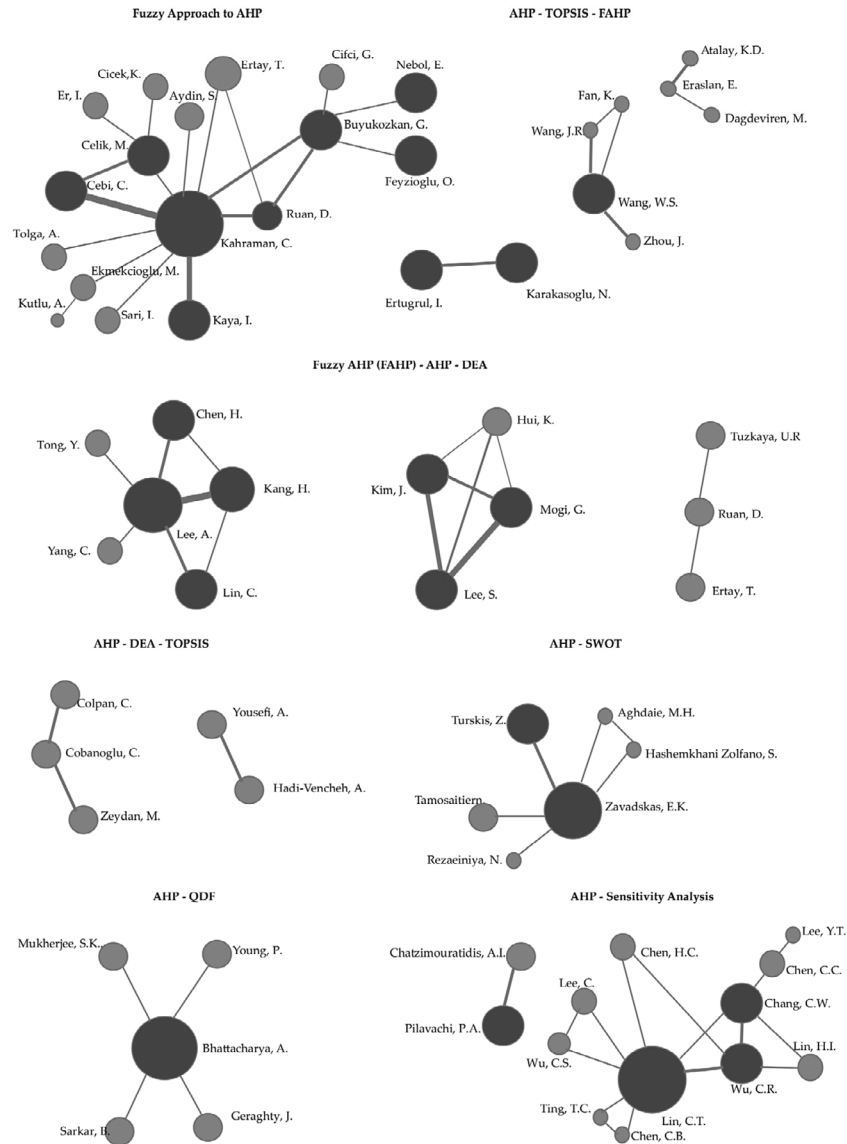 Fuzzy Approach to AHP
AHP - TOPSIS - FAHP
Cifci, G.
Nebol, E.
Ertay, T.
Cicek,K.
Er, I.
Aydin, S.
Celik, M.
Buyukozkan, G.
Cebi, C.
Feyzioglu, O.
Ruan, D.
Kahraman, C.
Tolga, A.
Ekmekcioglu, M.
Kutlu, A.
Sari, I.
Kaya, I.
Atalay, K.D.
Eraslan, E.
Fan, K.
Dagdeviren, M.
Wang, J.R.
Wang, W.S.
Zhou, J.
Ertugrul, I.
Karakasoglu, N.
Fuzzy AHP (FAHP) - AHP - DEA
Chen, H.
Tong, Y.
Kang, H.
Lee, A.
Yang, C.
Lin, C.
Hui, K.
Kim, J.
Mogi, G.
Lee, S.
Tuzkaya, U.R
Ruan, D.
Ertay, T.
AHP - DEA - TOPSIS
AHP - SWOT
Colpan, C.
Cobanoglu, C.
Zeydan, M.
Yousefi, A.
Hadi-Vencheh, A.
Turskis, Z.
Aghdaie, M.H.
Hashemkhani Zolfano, S.
Tamosaitiern,
Zavadskas, E.K.
Rezaeiniya, N.
AHP - QDF
AHP - Sensitivity Analysis
Mukherjee, S.K..
Young, P.
Bhattacharya, A.
Sarkar, B.
Geraghty, J.
Chatzimouratidis, A.I.
Pilavachi, P.A.
Chen, H.C.
Lee, Y.T.
Chen, C.C.
Lee, C.
Chang, C.W.
Wu, C.S.
Lin, H.I.
Wu, C.R.
Ting, T.C.
Lin, C.T.
Chen, C.B.